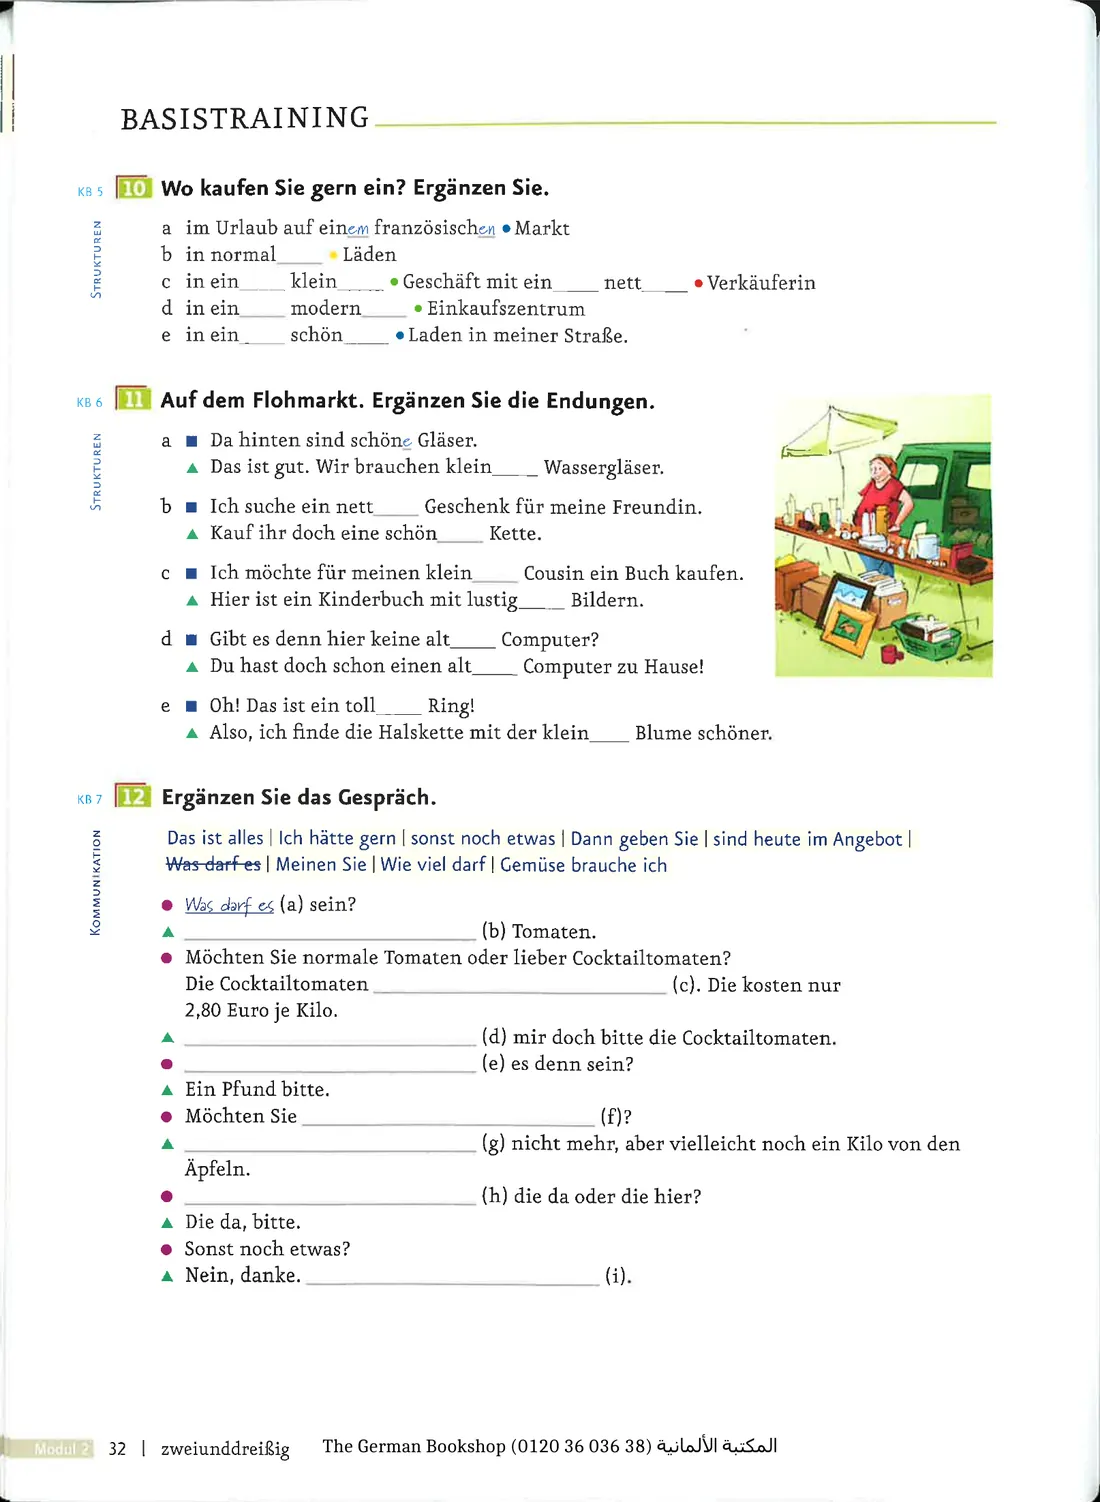 BASISTRAINING
KB 5 10 Wo kaufen Sie gern ein? Ergänzen Sie.
STRUKTUREN
a im Urlaub auf einem französischen • Markt
b in normal____ • Läden
c in ein____ klein____ • Geschäft mit ein____ nett____ • Verkäuferin
d in ein____ modern____ • Einkaufszentrum
e in ein____ schön____ • Laden in meiner Straße.
KB 6 11 Auf dem Flohmarkt. Ergänzen Sie die Endungen.
STRUKTUREN
a ■ Da hinten sind schöne Gläser.
▲ Das ist gut. Wir brauchen klein____ Wassergläser.
b ■ Ich suche ein nett____ Geschenk für meine Freundin.
▲ Kauf ihr doch eine schön____ Kette.
c ■ Ich möchte für meinen klein____ Cousin ein Buch kaufen.
▲ Hier ist ein Kinderbuch mit lustig____ Bildern.
d ■ Gibt es denn hier keine alt____ Computer?
▲ Du hast doch schon einen alt____ Computer zu Hause!
e ■ Oh! Das ist ein toll____ Ring!
▲ Also, ich finde die Halskette mit der klein____ Blume schöner.
KB 7 12 Ergänzen Sie das Gespräch.
KOMMUNIKATION
Das ist alles | Ich hätte gern | sonst noch etwas | Dann geben Sie | sind heute im Angebot |
Was darf es | Meinen Sie | Wie viel darf | Gemüse brauche ich
● Was darf es (a) sein?
▲ ____ (b) Tomaten.
● Möchten Sie normale Tomaten oder lieber Cocktailtomaten?
Die Cocktailtomaten ____ (c). Die kosten nur
2,80 Euro je Kilo.
▲ ____ (d) mir doch bitte die Cocktailtomaten.
● ____ (e) es denn sein?
▲ Ein Pfund bitte.
● Möchten Sie ____ (f)?
▲ ____ (g) nicht mehr, aber vielleicht noch ein Kilo von den
Äpfeln.
● ____ (h) die da oder die hier?
▲ Die da, bitte.
● Sonst noch etwas?
▲ Nein, danke. ____ (i).
Modul 2 32 | zweiunddreißig The German Bookshop (0120 36 036 38) المكتبة الألمانية